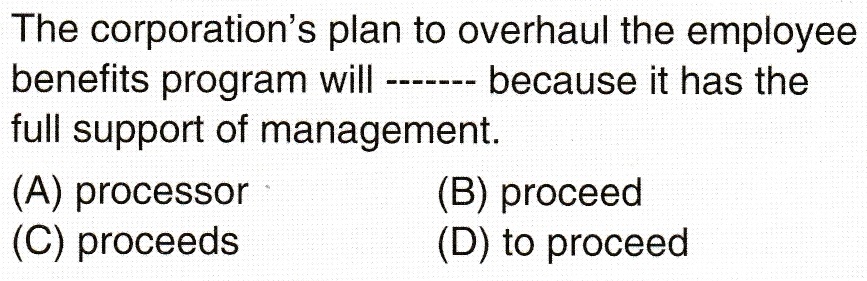 The corporation's plan to overhaul the employee
benefits program will ------- because it has the
full support of management.
(A) processor (B) proceed
(C) proceeds (D) to proceed